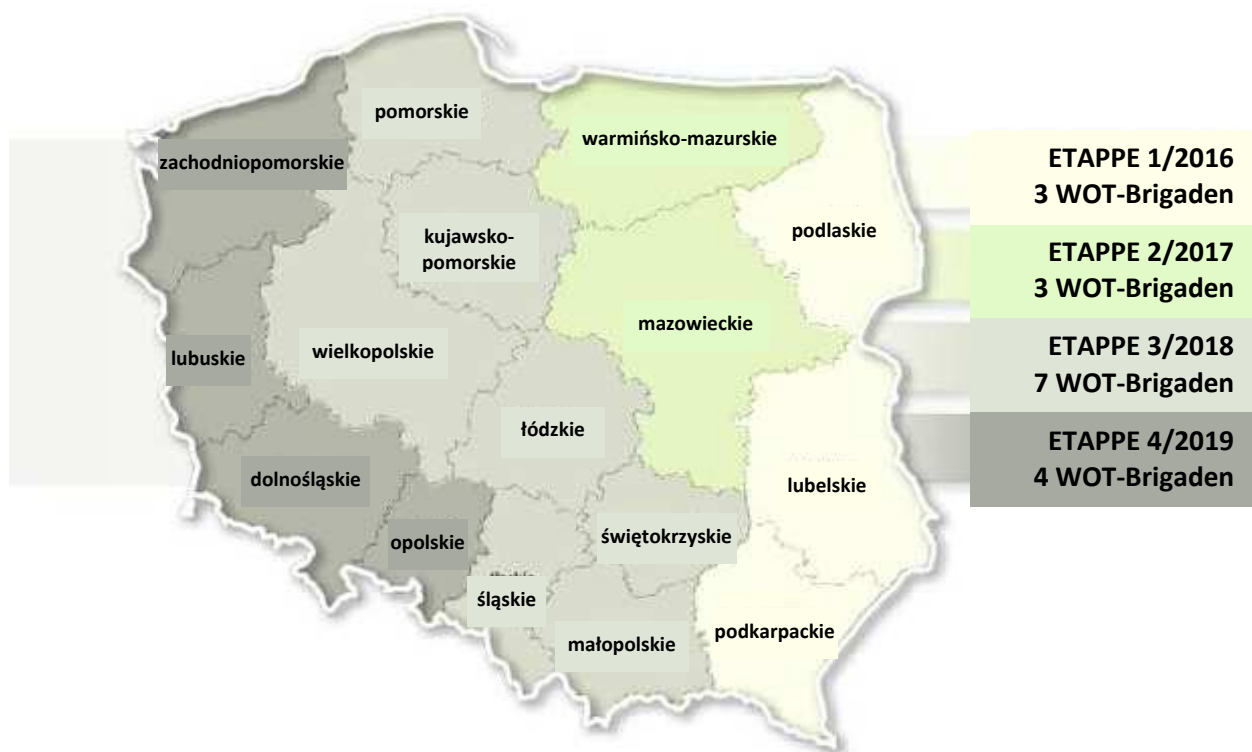 pomorskie
warmińsko-mazurskie
zachodniopomorskie
podlaskie
kujawsko-
pomorskie
mazowieckie
wielkopolskie
lubuskie
łódzkie
dolnośląskie
lubelskie
opolskie
świętokrzyskie
śląskie
małopolskie
podkarpackie
ETAPPE 1/2016
3 WOT-Brigaden
ETAPPE 2/2017
3 WOT-Brigaden
ETAPPE 3/2018
7 WOT-Brigaden
ETAPPE 4/2019
4 WOT-Brigaden